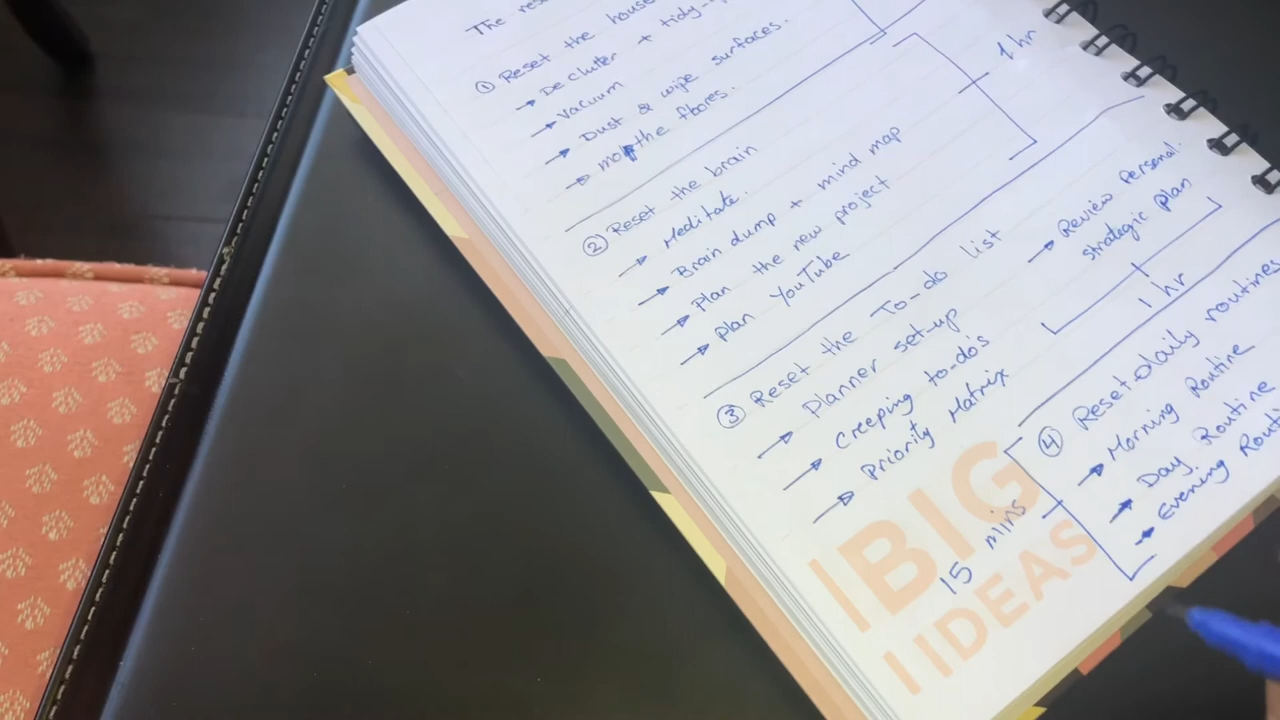 The
① Reset the house
→ De clutter + tidy-
→ vacuum
→ Dust & wipe surfaces.
→ mop the floores.
② Reset the brain
→ Meditate.
→ Brain dump + mind map
→ Plan the new project
→ Plan YouTube
1 hr
③ Reset the To-do list
→ Planner set-up
→ Creeping to-do's
→ Priority Matrix
→ Review Personal
strategic plan
1 hr
④ Reset daily routines
→ Morning Routine
→ Day Routine
→ Evening
15 mins
BIG
IDEAS